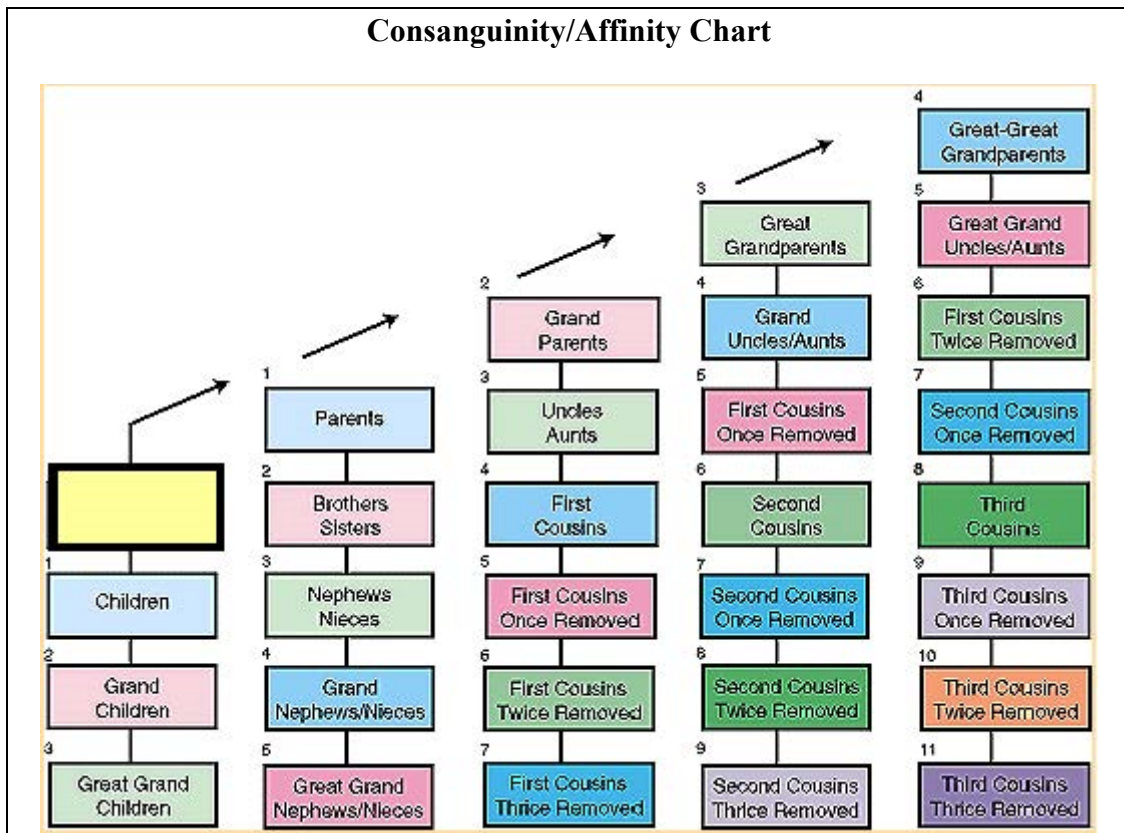 Consanguinity/Affinity Chart
1
Children
2
Grand
Children
3
Great Grand
Children
1
Parents
2
Brothers
Sisters
3
Nephews
Nieces
4
Grand
Nephews/Nieces
5
Great Grand
Nephews/Nieces
2
Grand
Parents
3
Uncles
Aunts
4
First
Cousins
5
First Cousins
Once Removed
6
First Cousins
Twice Removed
7
First Cousins
Thrice Removed
3
Great
Grandparents
4
Grand
Uncles/Aunts
5
First Cousins
Once Removed
6
Second
Cousins
7
Second Cousins
Once Removed
8
Second Cousins
Twice Removed
9
Second Cousins
Thrice Removed
4
Great-Great
Grandparents
5
Great Grand
Uncles/Aunts
6
First Cousins
Twice Removed
7
Second Cousins
Once Removed
8
Third
Cousins
9
Third Cousins
Once Removed
10
Third Cousins
Twice Removed
11
Third Cousins
Thrice Removed